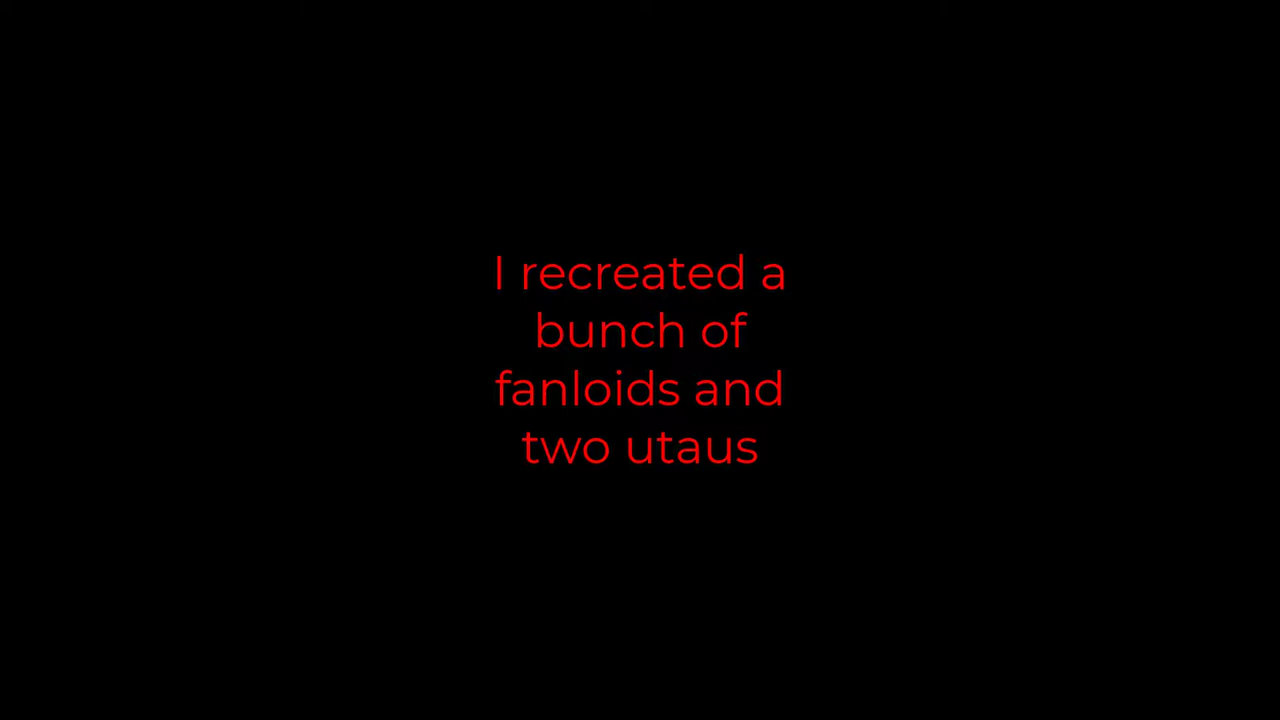 I recreated a
bunch of
fanloids and
two utaus